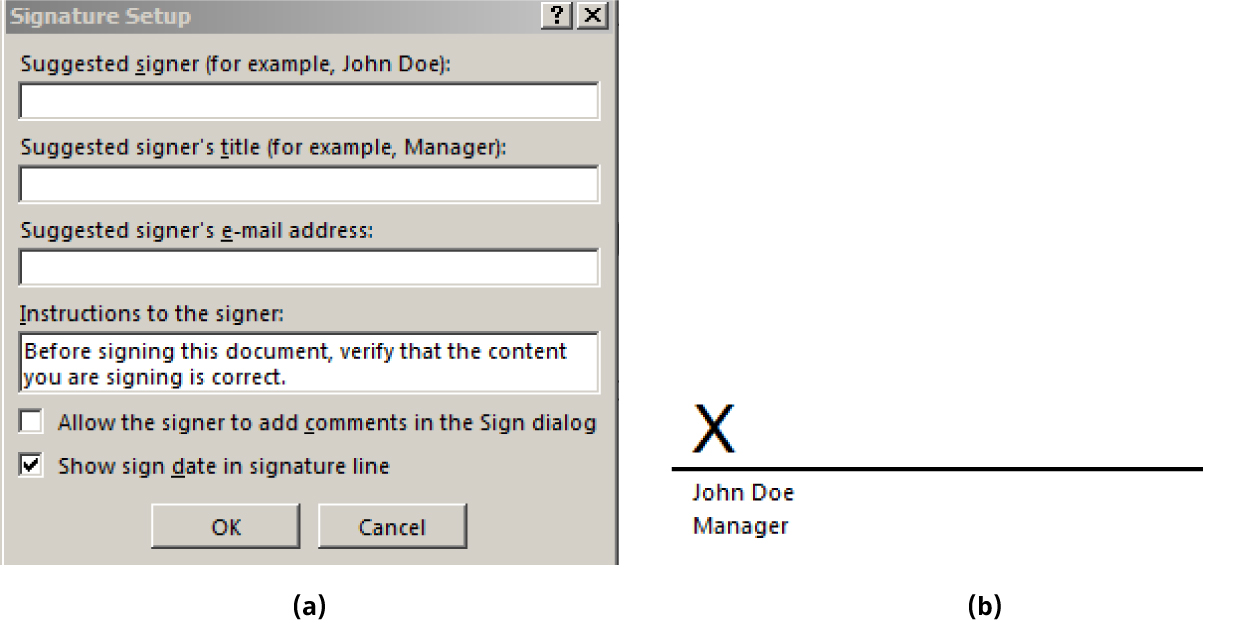 Signature Setup
Suggested signer (for example, John Doe):
Suggested signer's title (for example, Manager):
Suggested signer's e-mail address:
Instructions to the signer:
Before signing this document, verify that the content
you are signing is correct.
Allow the signer to add comments in the Sign dialog
Show sign date in signature line
OK Cancel
X
John Doe
Manager
(a) (b)